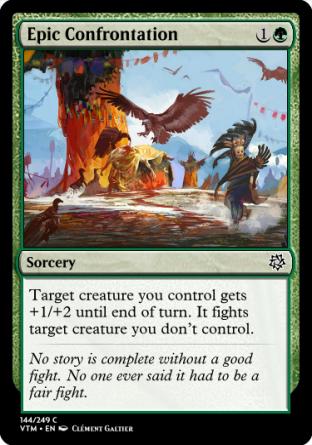 Epic Confrontation 1
Sorcery
Target creature you control gets
+1/+2 until end of turn. It fights
target creature you don't control.
No story is complete without a good
fight. No one ever said it had to be a
fair fight.
144/249 C
VTM • EN Clément Galtier